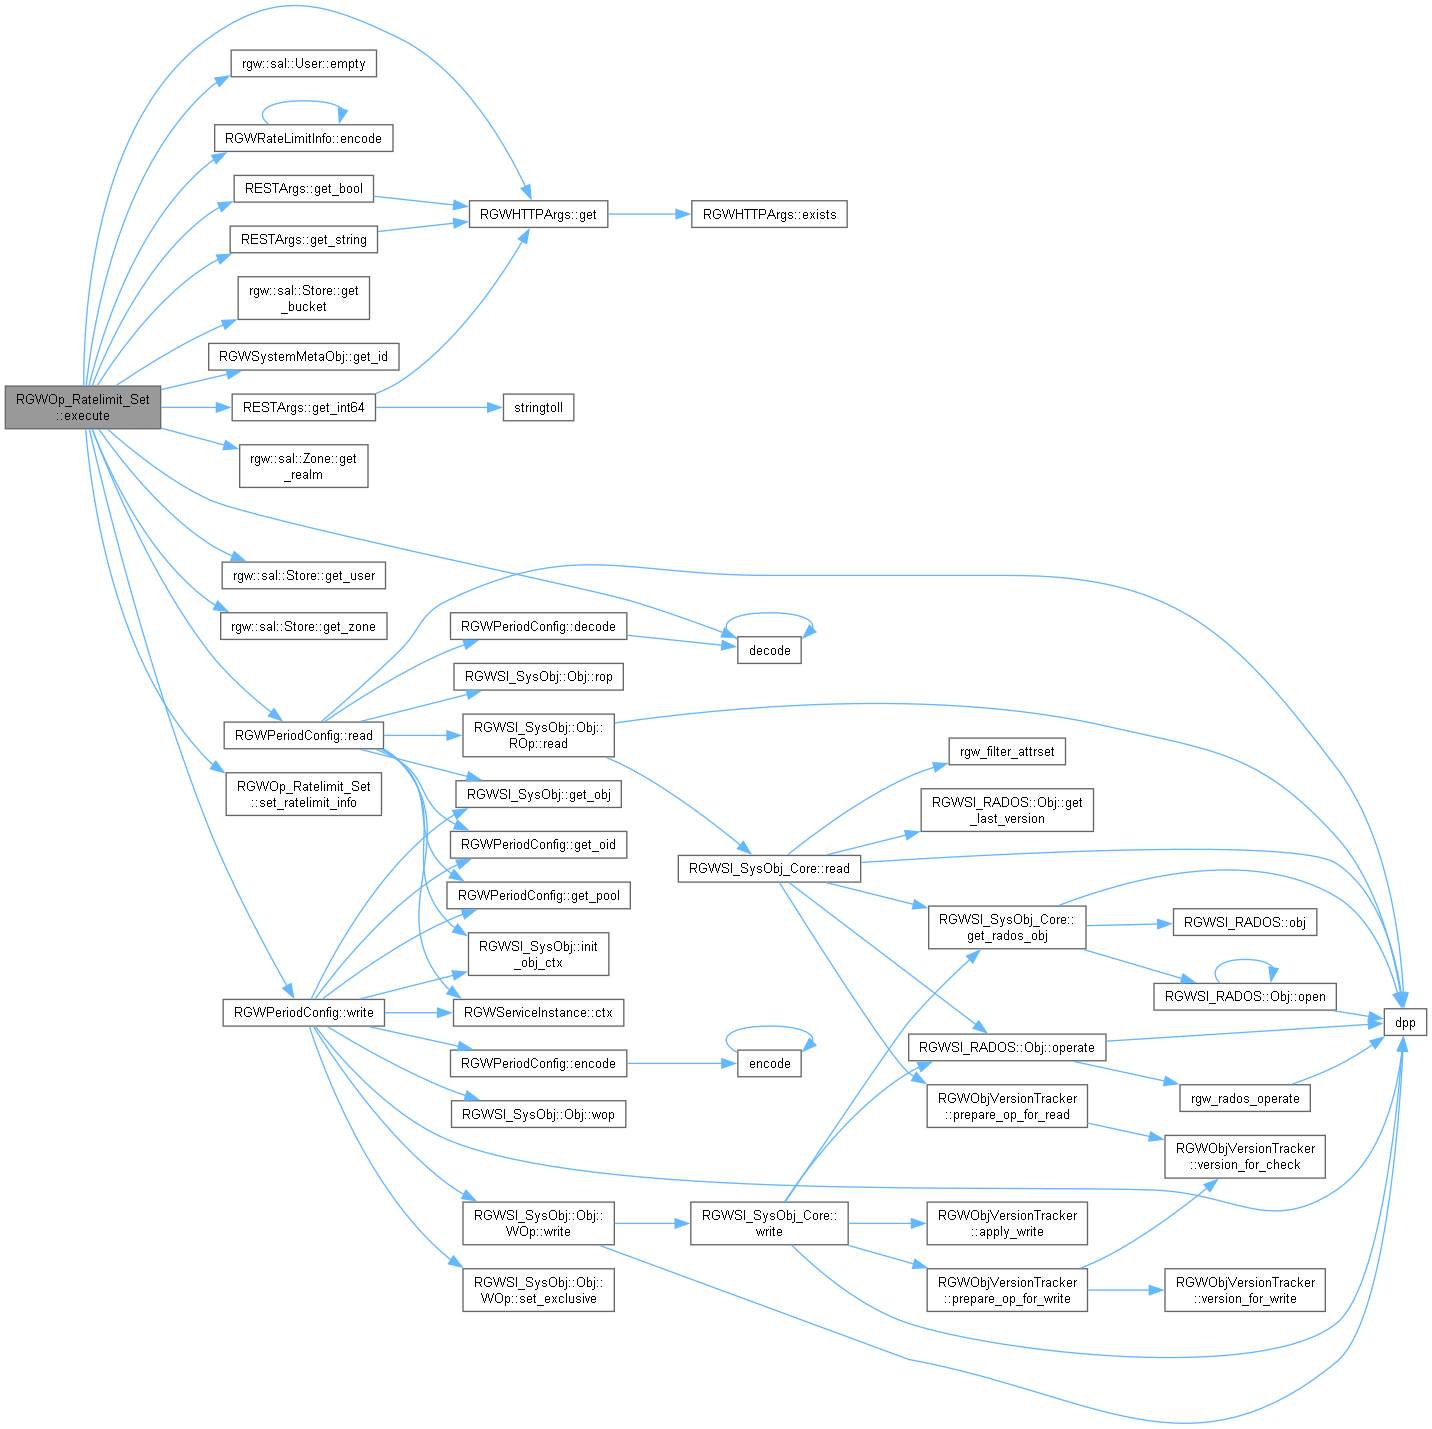 rgw::sal::User::empty
RGWRateLimitInfo::encode
RESTArgs::get_bool
RGWHTTPArgs::get
RGWHTTPArgs::exists
RESTArgs::get_string
rgw::sal::Store::get
_bucket
RGWSystemMetaObj::get_id
RGWOp_Ratelimit_Set
::execute
RESTArgs::get_int64
stringtoll
rgw::sal::Zone::get
_realm
rgw::sal::Store::get_user
rgw::sal::Store::get_zone
RGWPeriodConfig::decode
decode
RGWSI_SysObj::Obj::rop
RGWPeriodConfig::read
RGWSI_SysObj::Obj::
ROp::read
rgw_filter_attrset
RGWOp_Ratelimit_Set
::set_ratelimit_info
RGWSI_SysObj::get_obj
RGWSI_RADOS::Obj::get
_last_version
RGWPeriodConfig::get_oid
RGWSI_SysObj_Core::read
RGWPeriodConfig::get_pool
RGWSI_SysObj_Core::
get_rados_obj
RGWSI_RADOS::obj
RGWSI_SysObj::init
_obj_ctx
RGWSI_RADOS::Obj::open
RGWPeriodConfig::write
RGWServiceInstance::ctx
dpp
RGWSI_RADOS::Obj::operate
RGWPeriodConfig::encode
encode
rgw_rados_operate
RGWObjVersionTracker
::prepare_op_for_read
RGWSI_SysObj::Obj::wop
RGWObjVersionTracker
::version_for_check
RGWSI_SysObj::Obj::
WOp::write
RGWSI_SysObj_Core::
write
RGWObjVersionTracker
::apply_write
RGWSI_SysObj::Obj::
WOp::set_exclusive
RGWObjVersionTracker
::prepare_op_for_write
RGWObjVersionTracker
::version_for_write